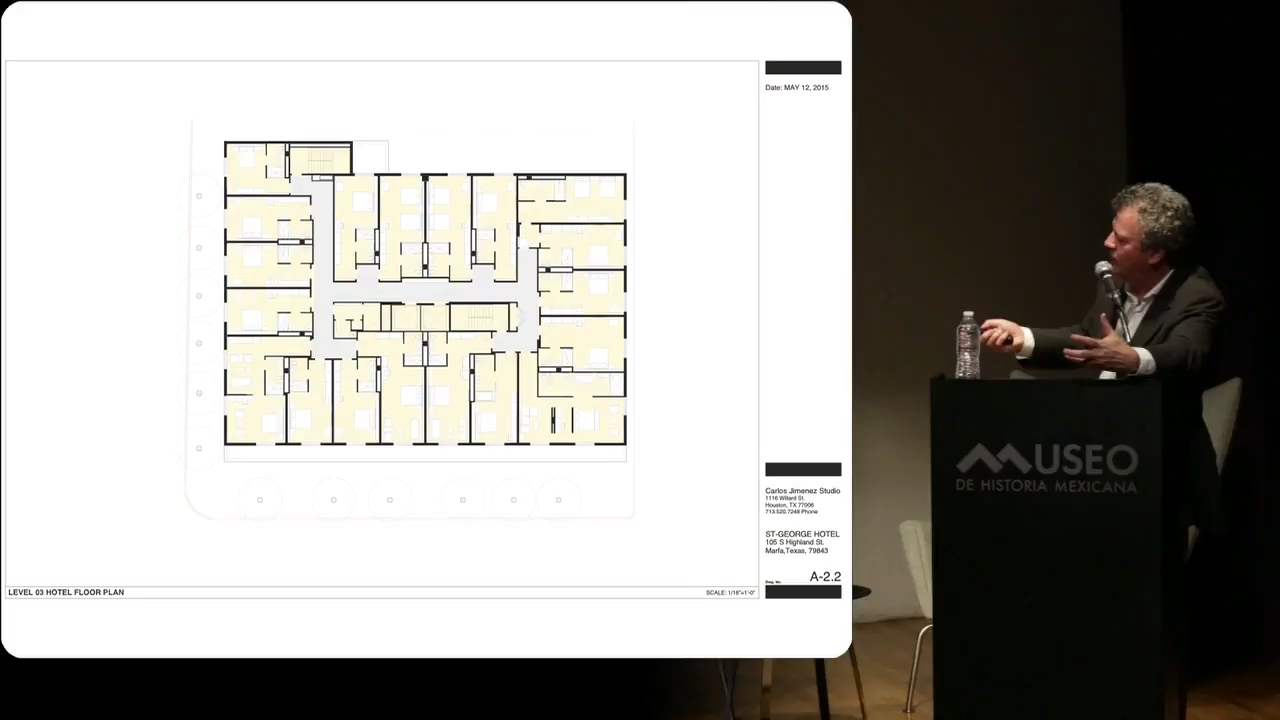 Date: MAY 12, 2015
Carlos Jimenez Studio
1116 Willard St.
Houston, TX 77006
713.520.7248 Phone
ST-GEORGE HOTEL
105 S Highland St.
Marfa,Texas, 79843
Dwg. No.
A-2.2
LEVEL 03 HOTEL FLOOR PLAN
SCALE: 1/16"=1'-0"
MUSEO
DE HISTORIA MEXICANA